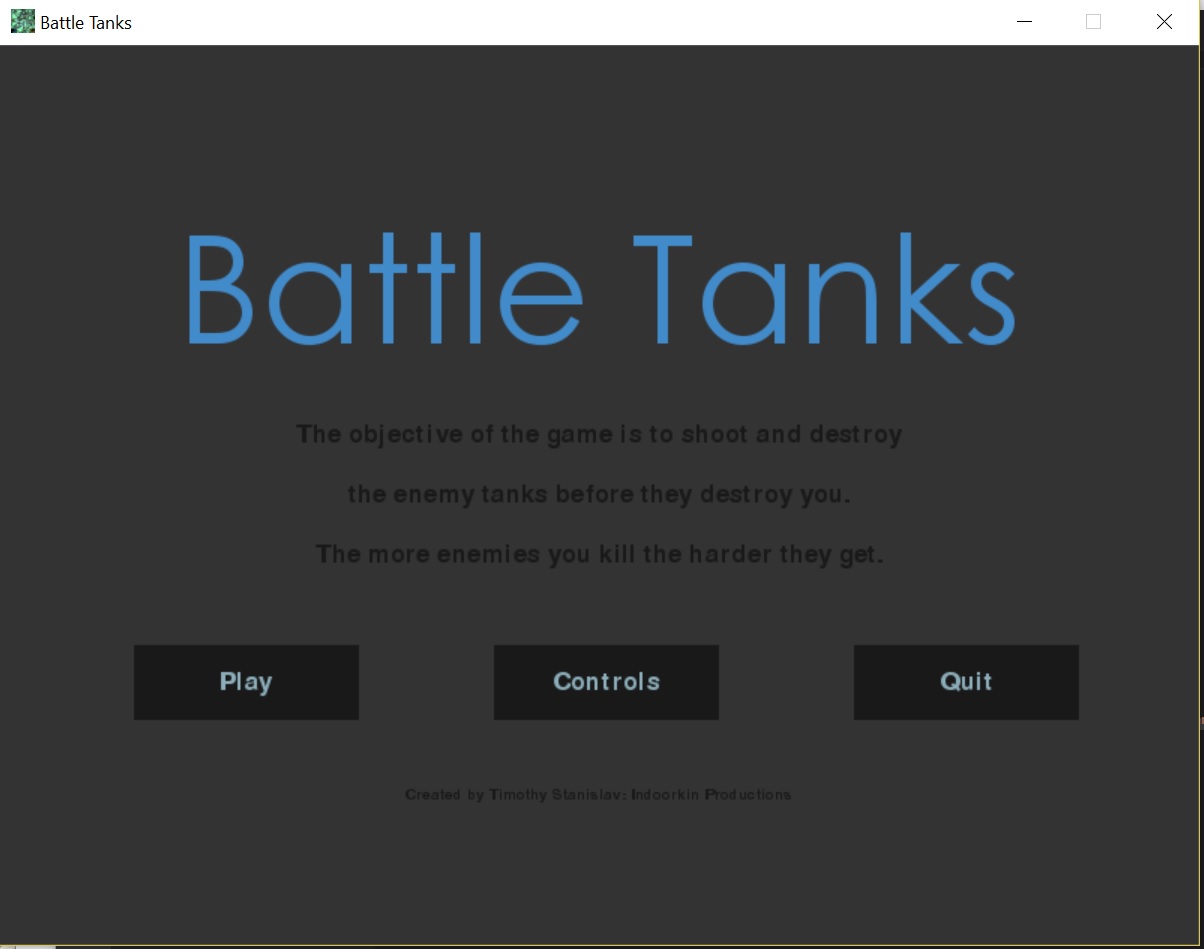 Battle Tanks
Battle Tanks
The objective of the game is to shoot and destroy
the enemy tanks before they destroy you.
The more enemies you kill the harder they get.
Play
Controls
Quit
Created by Timothy Stanislav: Indoorkin Productions